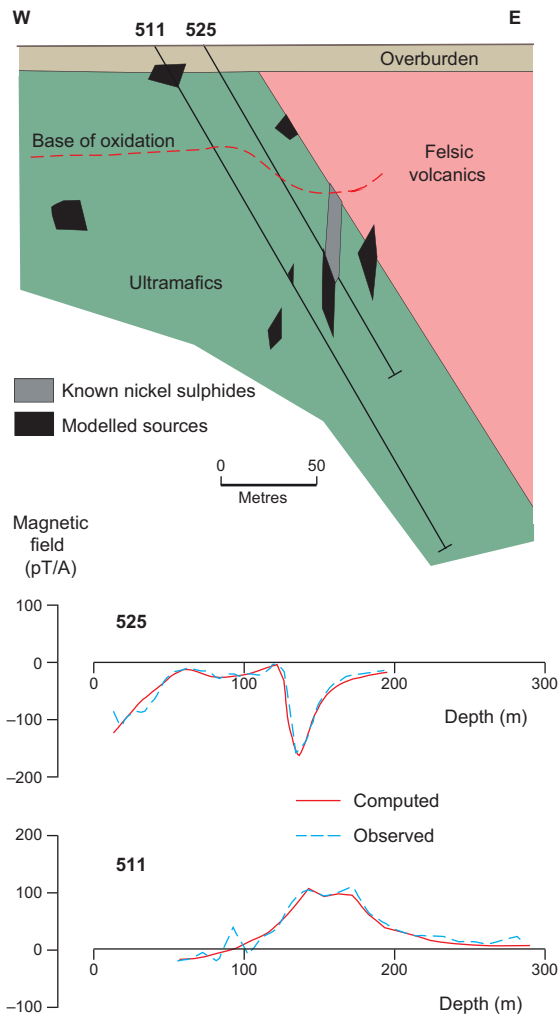 W
E
511 525
Overburden
Base of oxidation
Felsic
volcanics
Ultramafics
Known nickel sulphides
Modelled sources
0 50
Metres
Magnetic
field
(pT/A)
100
525
0
0 100 200 300
–100
Depth (m)
–200
Computed
Observed
200
511
100
0
0 100 200 300
–100
Depth (m)